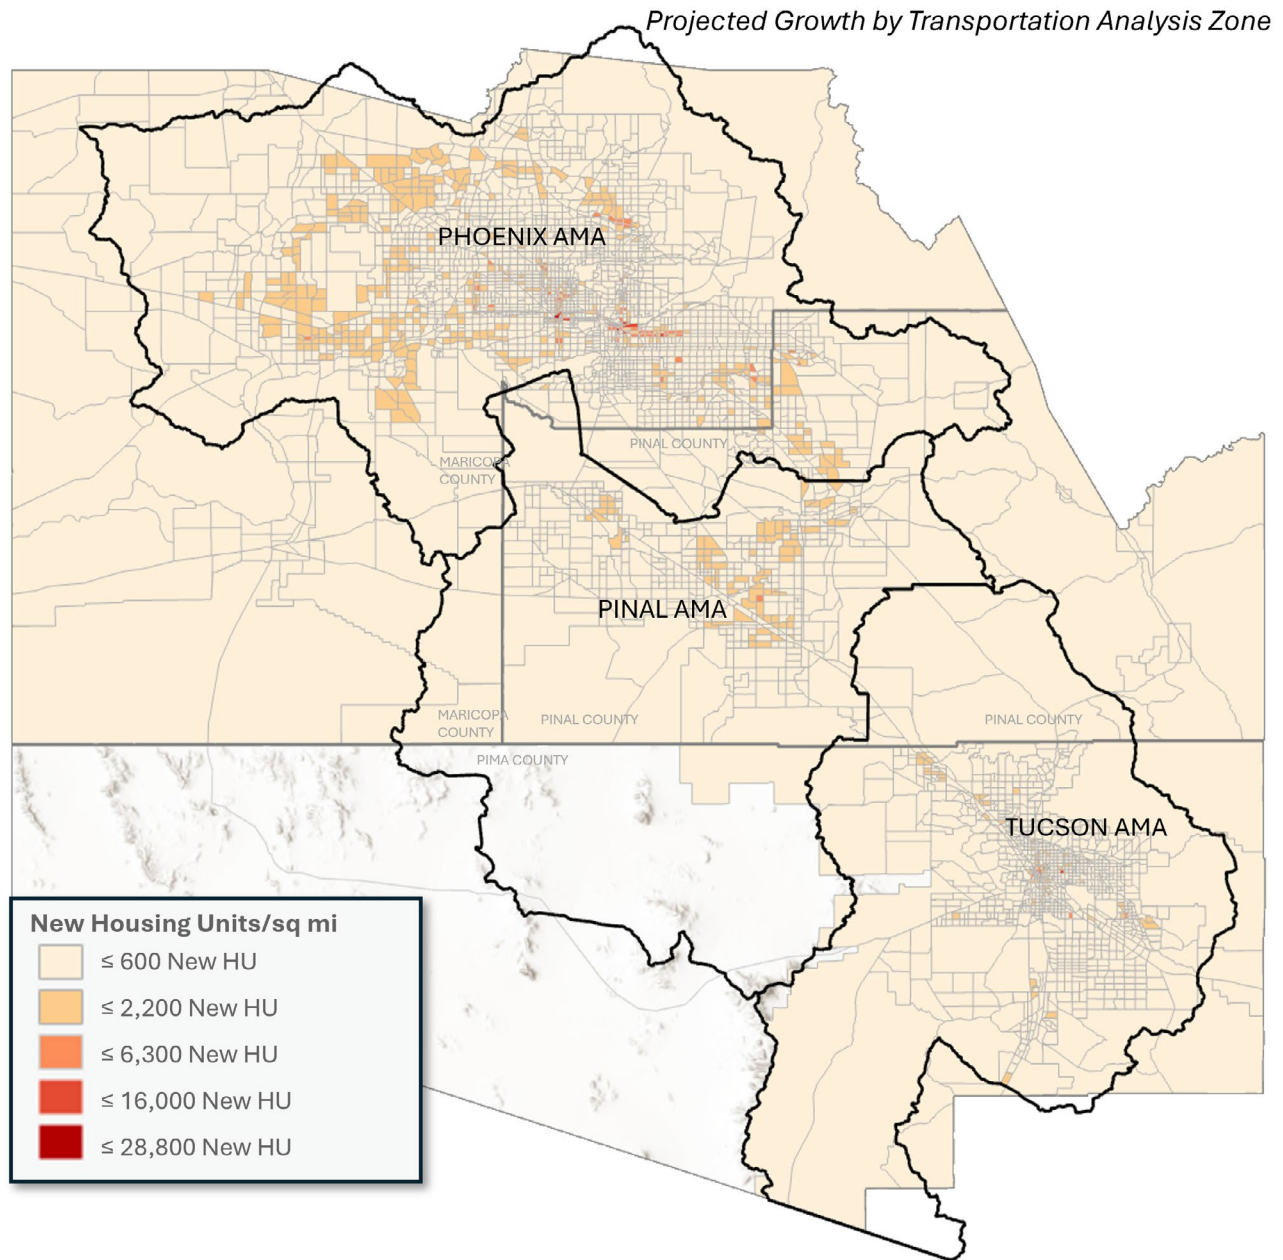 Projected Growth by Transportation Analysis Zone
PHOENIX AMA
PINAL COUNTY
MARICOPA
COUNTY
PINAL AMA
MARICOPA
COUNTY
PINAL COUNTY
PINAL COUNTY
PIMA COUNTY
TUCSON AMA
New Housing Units/sq mi
≤ 600 New HU
≤ 2,200 New HU
≤ 6,300 New HU
≤ 16,000 New HU
≤ 28,800 New HU